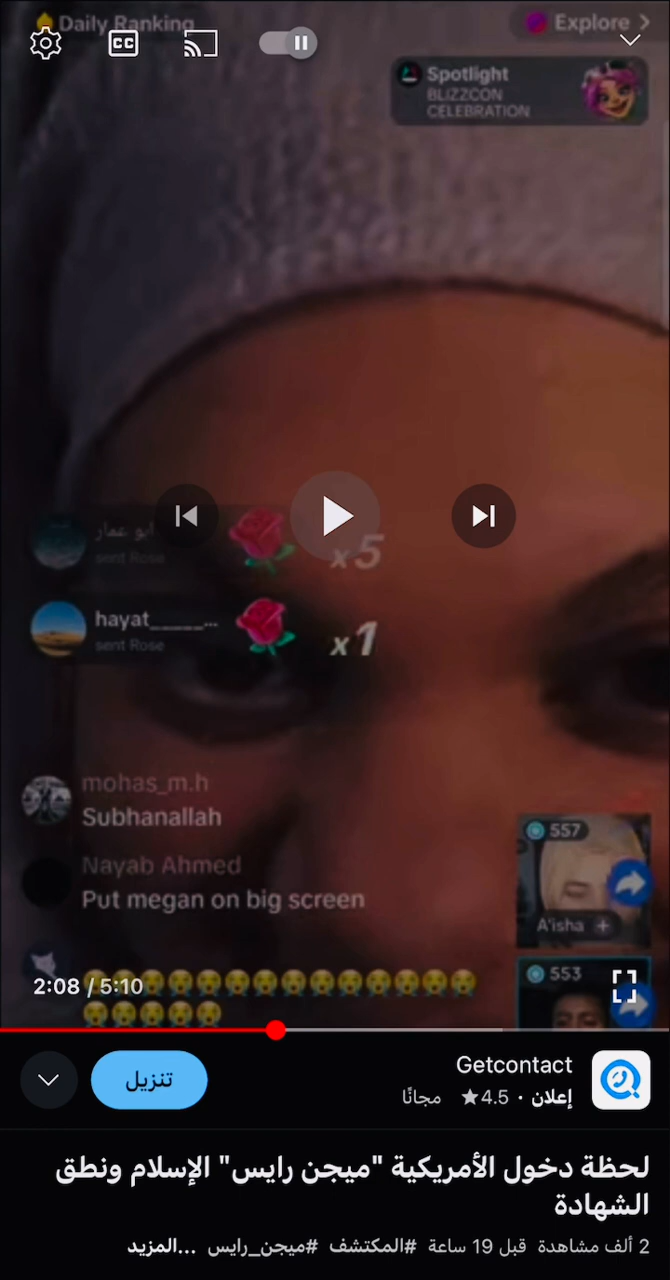 Daily Ranking
Explore >
CC
Spotlight
BLIZZCON
CELEBRATION
ابو عمار
sent Rose
x5
hayat_____...
sent Rose
x1
mohas_m.h
Subhanallah
Nayab Ahmed
Put megan on big screen
557
A'isha +
553
2:08 / 5:10
Getcontact
إعلان · 4.5★ مجانًا
تنزيل
لحظة دخول الأمريكية "ميجن رايس" الإسلام ونطق
الشهادة
2 ألف مشاهدة قبل 19 ساعة #المكتشف #ميجن_رايس ...المزيد